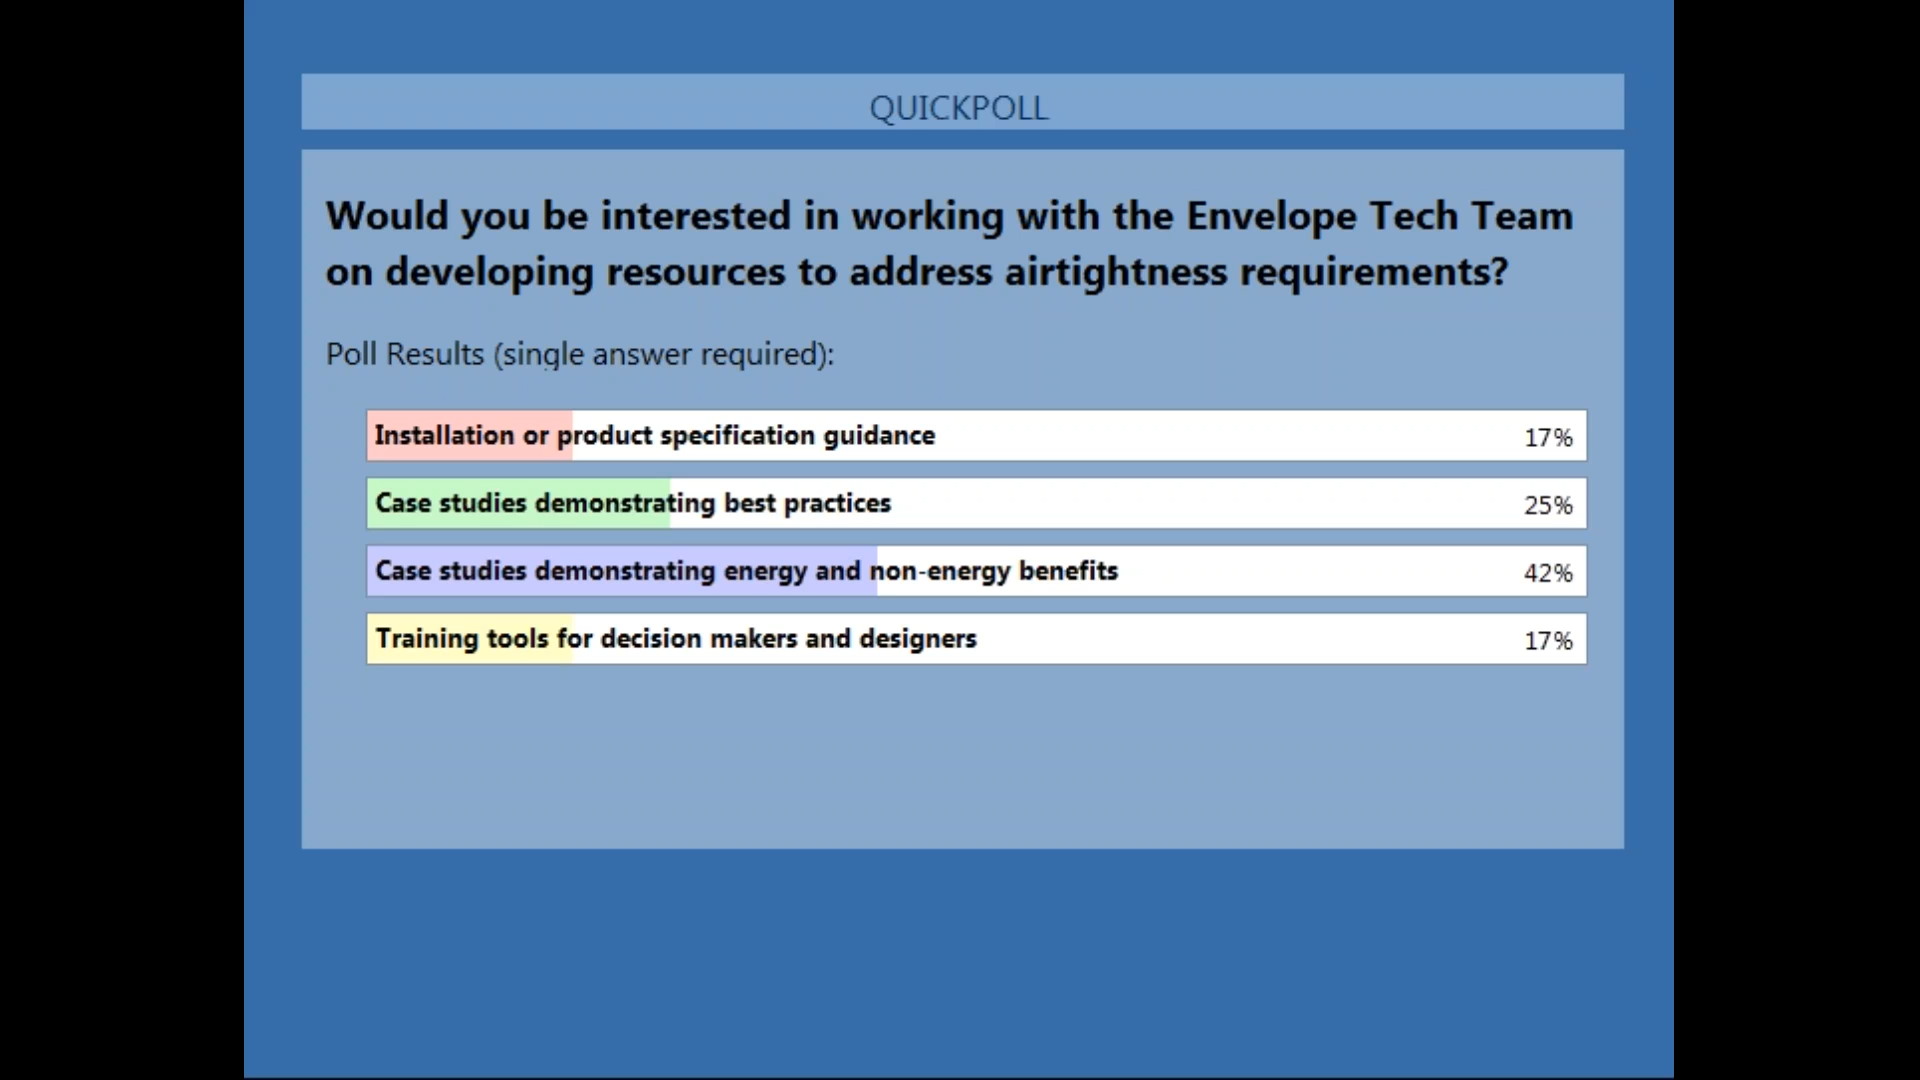 QUICKPOLL
Would you be interested in working with the Envelope Tech Team
on developing resources to address airtightness requirements?
Poll Results (single answer required):
Installation or product specification guidance 17%
Case studies demonstrating best practices 25%
Case studies demonstrating energy and non-energy benefits 42%
Training tools for decision makers and designers 17%